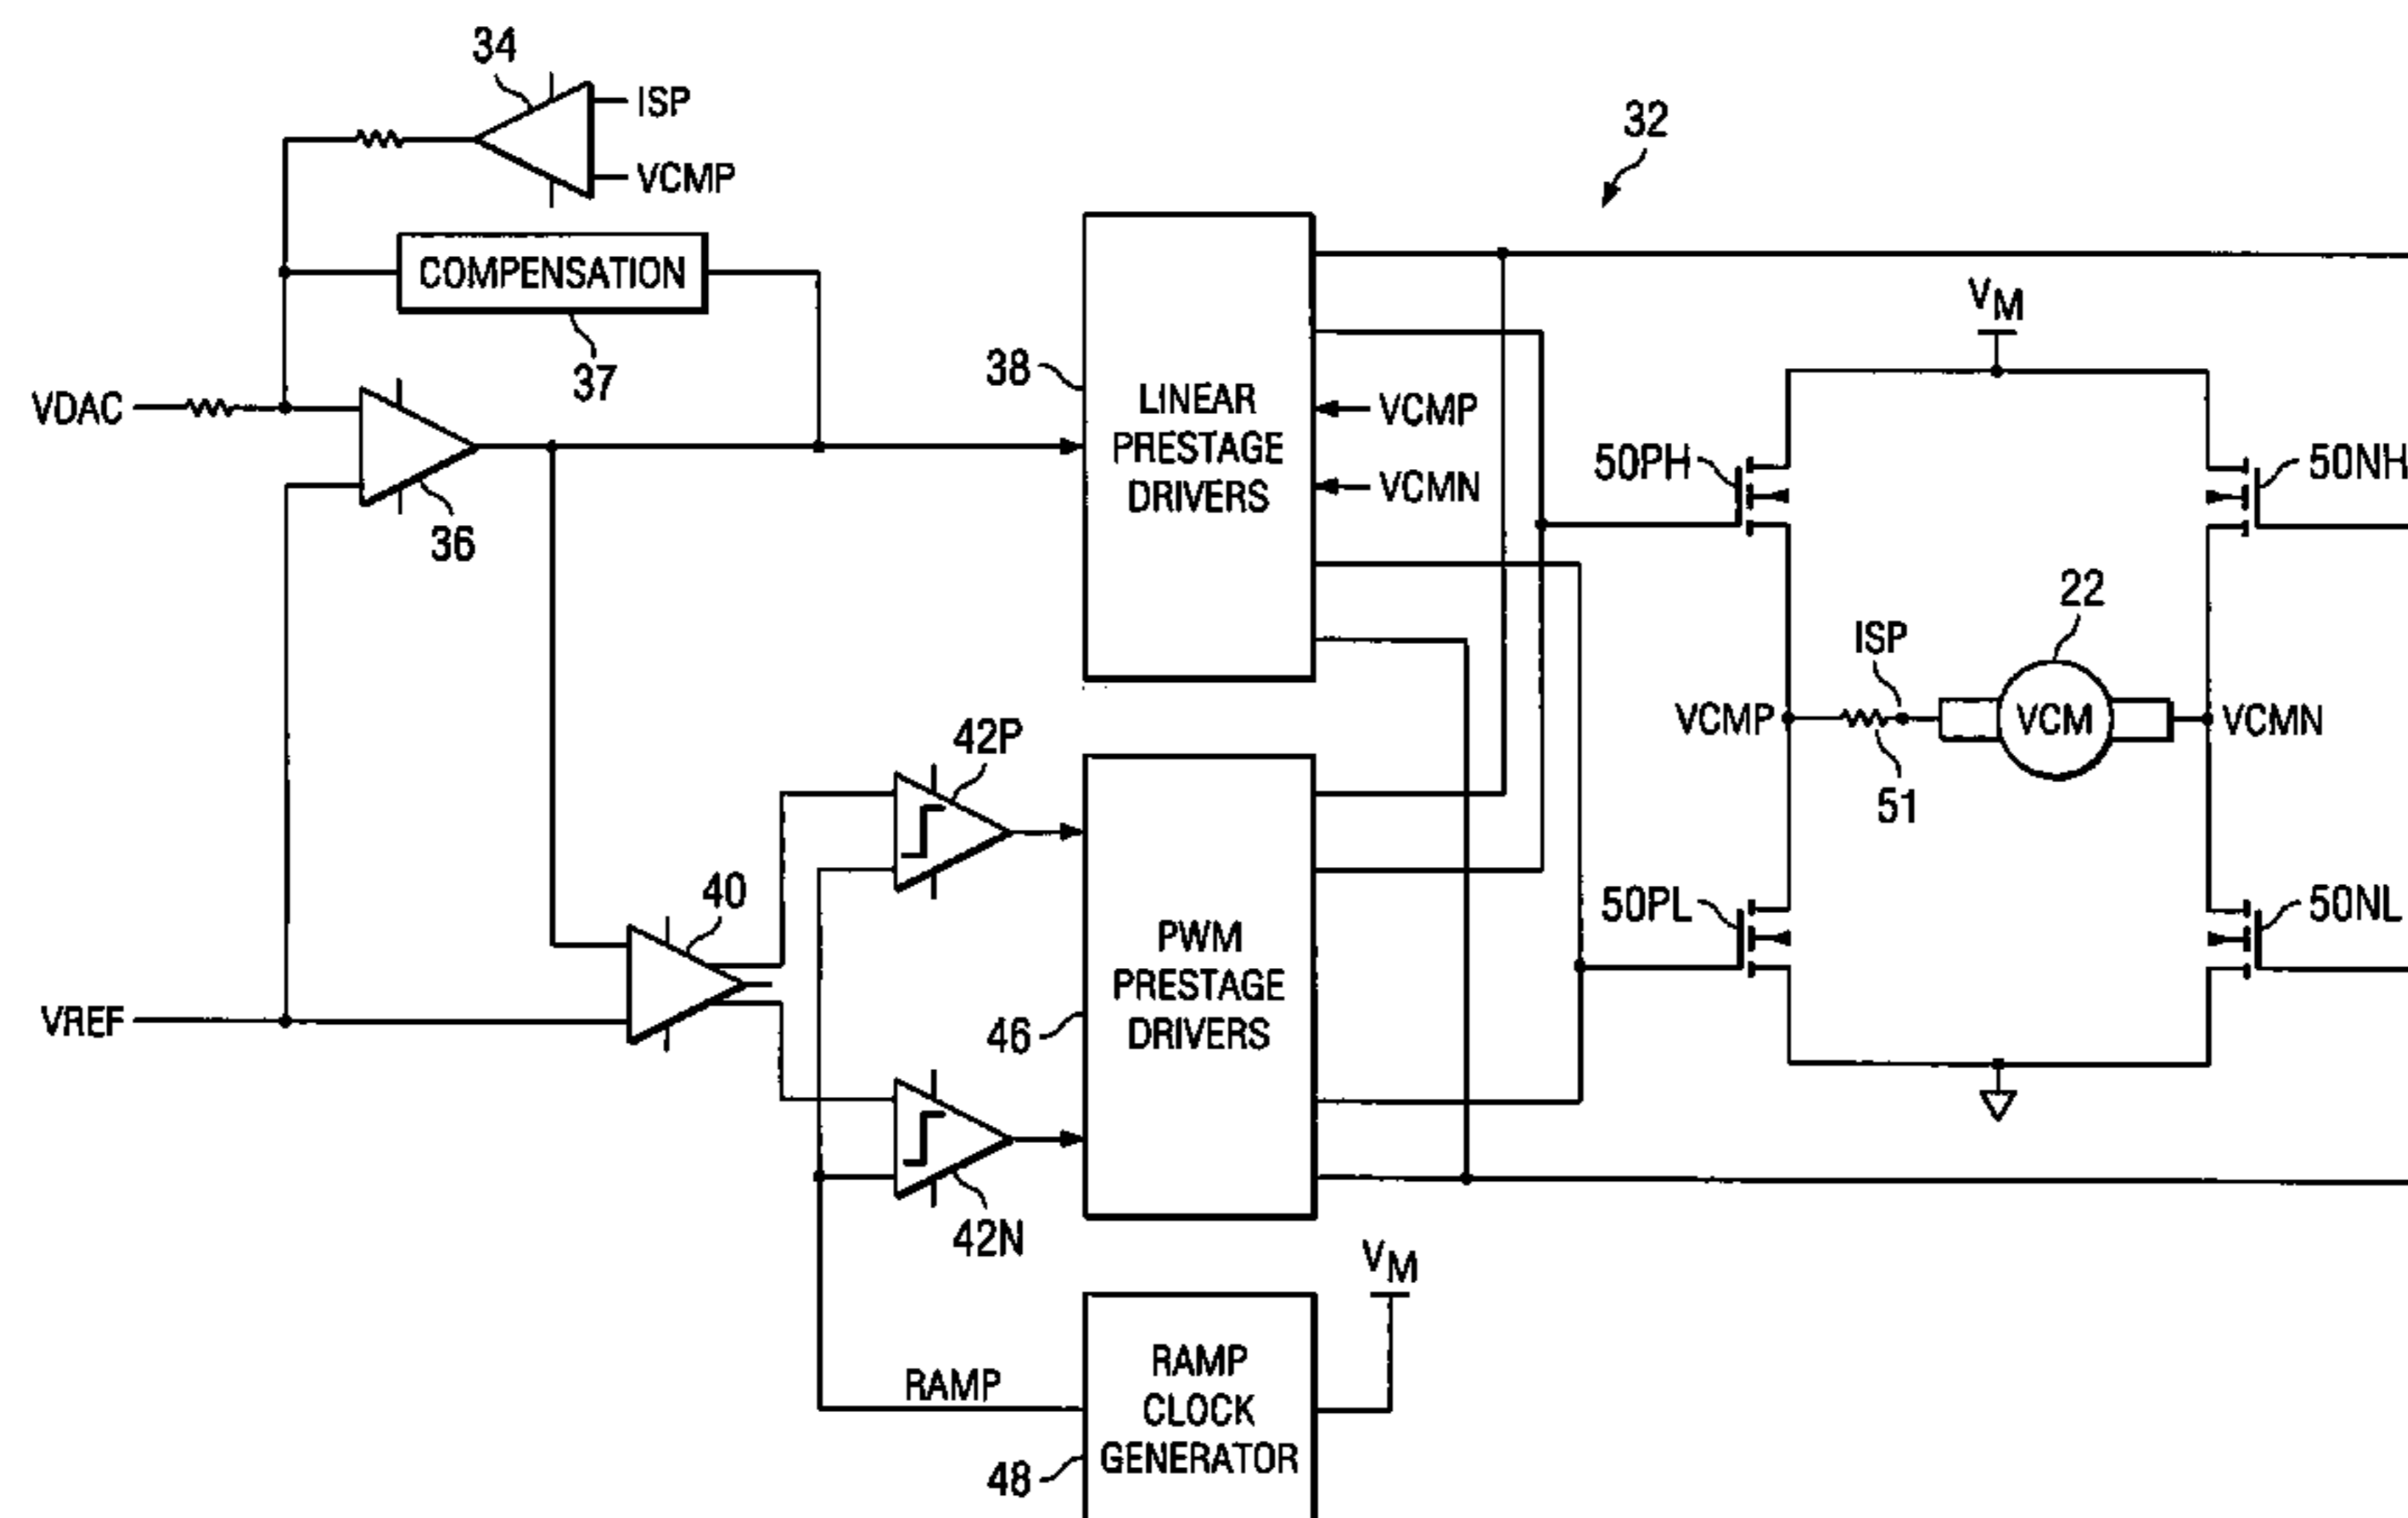 34
ISP
VCMP
32
COMPENSATION
37
VM
38
LINEAR
PRESTAGE
DRIVERS
VCMP
VCMN
VDAC
36
50PH
50NH
22
ISP
VCMP
VCM
VCMN
51
42P
40
50PL
50NL
PWM
PRESTAGE
DRIVERS
46
VREF
42N
VM
RAMP
RAMP
CLOCK
GENERATOR
48